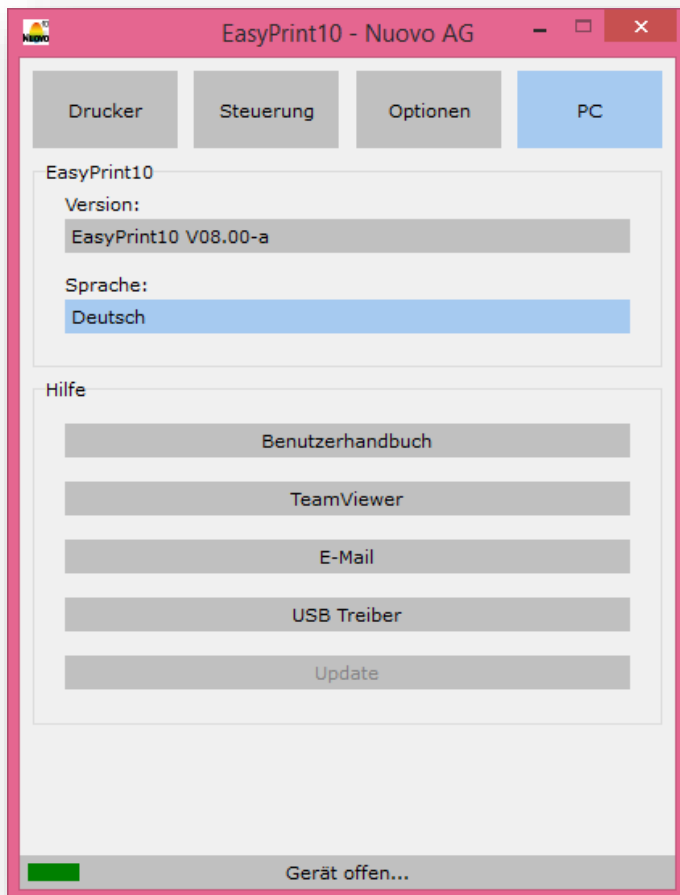 EasyPrint10 - Nuovo AG
Drucker Steuerung Optionen PC
EasyPrint10
Version:
EasyPrint10 V08.00-a
Sprache:
Deutsch
Hilfe
Benutzerhandbuch
TeamViewer
E-Mail
USB Treiber
Update
Gerät offen...